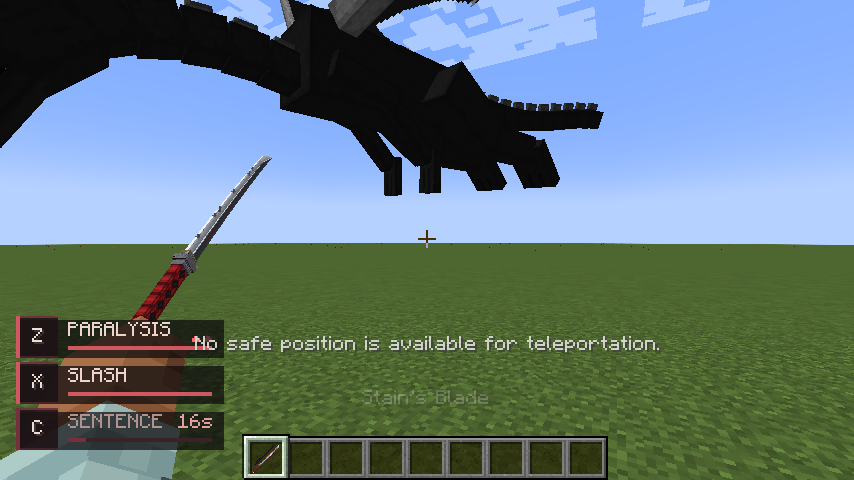 Z PARALYSIS
No safe position is available for teleportation.
X SLASH
Stain's Blade
C SENTENCE 16s